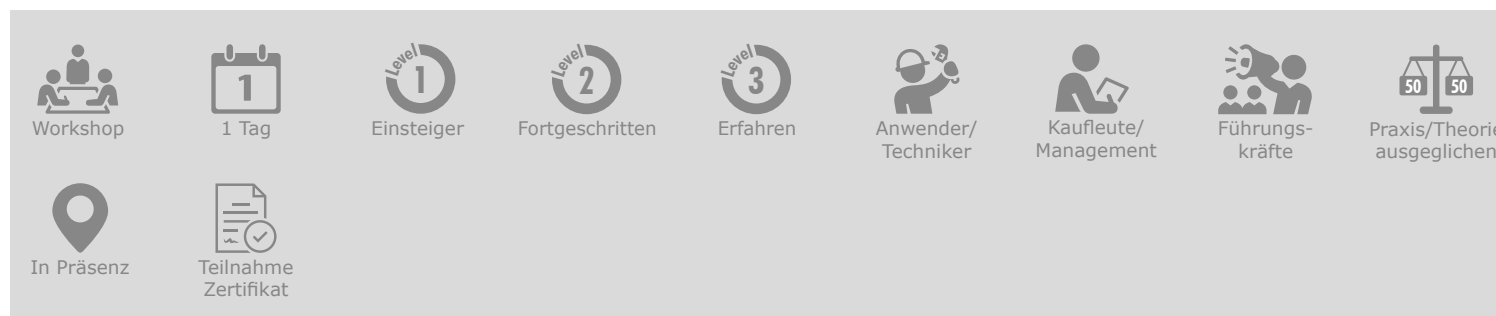 1
Level
1
Level
2
Level
3
50 50
Workshop
1 Tag
Einsteiger
Fortgeschritten
Erfahren
Anwender/
Techniker
Kaufleute/
Management
Führungs-
kräfte
Praxis/Theorie
ausgeglichen
In Präsenz
Teilnahme
Zertifikat